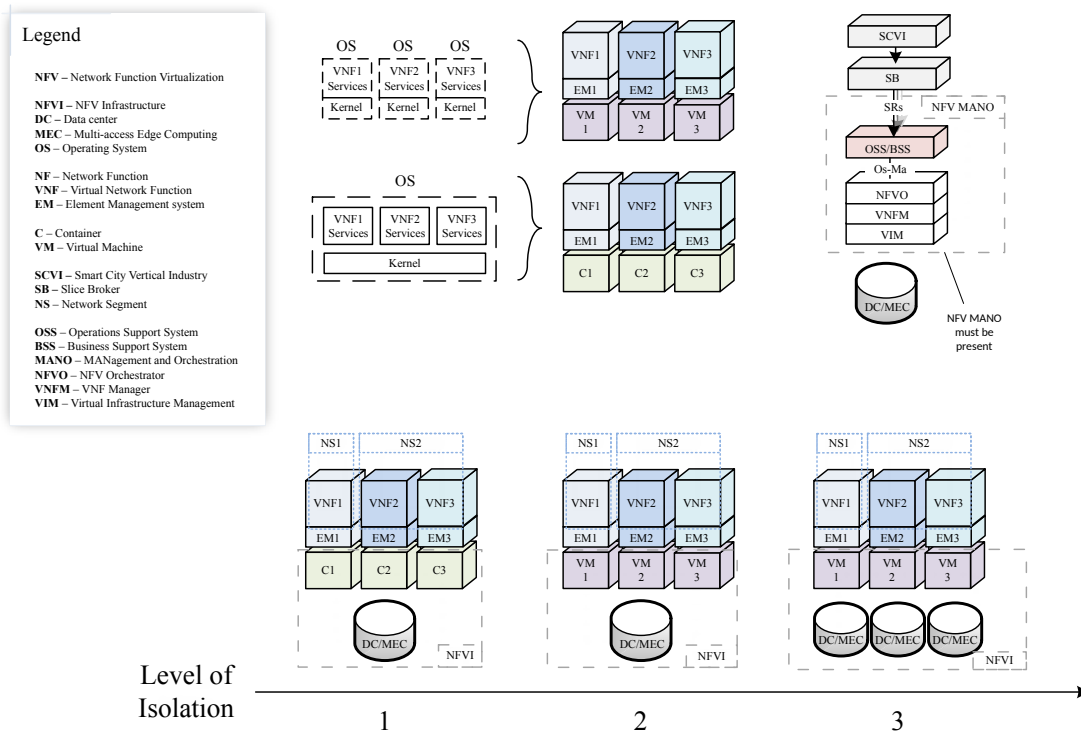 Legend
NFV – Network Function Virtualization
NFVI – NFV Infrastructure
DC – Data center
MEC – Multi-access Edge Computing
OS – Operating System
NF – Network Function
VNF – Virtual Network Function
EM – Element Management system
C – Container
VM – Virtual Machine
SCVI – Smart City Vertical Industry
SB – Slice Broker
NS – Network Segment
OSS – Operations Support System
BSS – Business Support System
MANO – MANagement and Orchestration
NFVO – NFV Orchestrator
VNFM – VNF Manager
VIM – Virtual Infrastructure Management
OS OS OS
VNF1 VNF2 VNF3
Services Services Services
Kernel Kernel Kernel
VNF1 VNF2 VNF3
EM1 EM2 EM3
VM VM VM
1 2 3
OS
VNF1 VNF2 VNF3
Services Services Services
Kernel
VNF1 VNF2 VNF3
EM1 EM2 EM3
C1 C2 C3
SCVI
SB
SRs
NFV MANO
OSS/BSS
Os-Ma
NFVO
VNFM
VIM
DC/MEC
NFV MANO
must be
present
NS1 NS2
VNF1 VNF2 VNF3
EM1 EM2 EM3
C1 C2 C3
DC/MEC
NFVI
NS1 NS2
VNF1 VNF2 VNF3
EM1 EM2 EM3
VM VM VM
1 2 3
DC/MEC
NFVI
NS1 NS2
VNF1 VNF2 VNF3
EM1 EM2 EM3
VM VM VM
1 2 3
DC/MEC DC/MEC DC/MEC
NFVI
Level of
Isolation
1 2 3